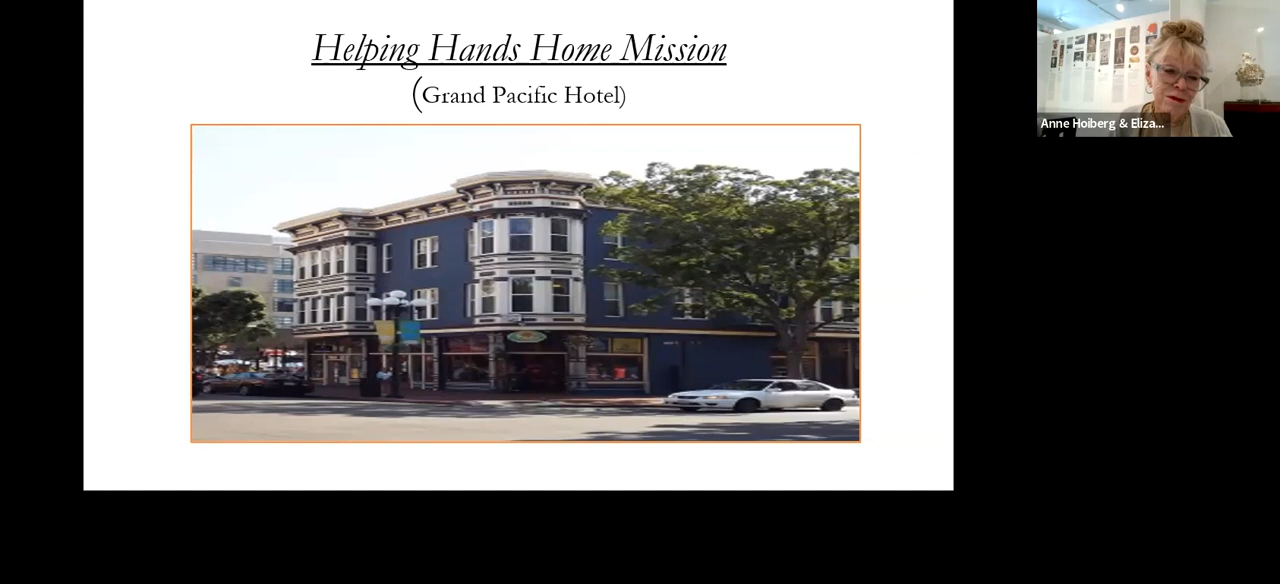 Helping Hands Home Mission
(Grand Pacific Hotel)
Anne Hoiberg & Eliza...